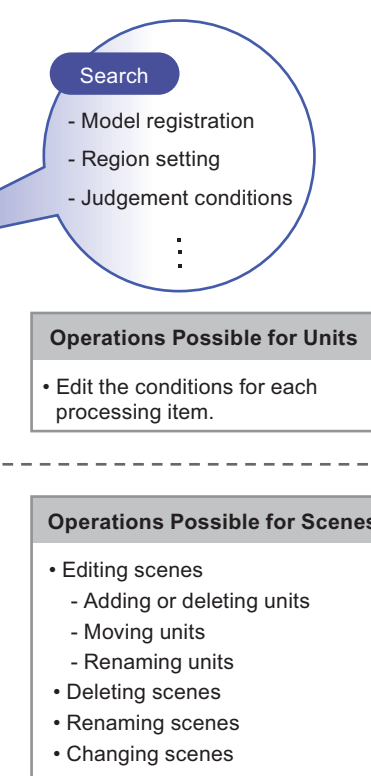 Search
- Model registration
- Region setting
- Judgement conditions
Operations Possible for Units
• Edit the conditions for each
processing item.
Operations Possible for Scenes
• Editing scenes
- Adding or deleting units
- Moving units
- Renaming units
• Deleting scenes
• Renaming scenes
• Changing scenes